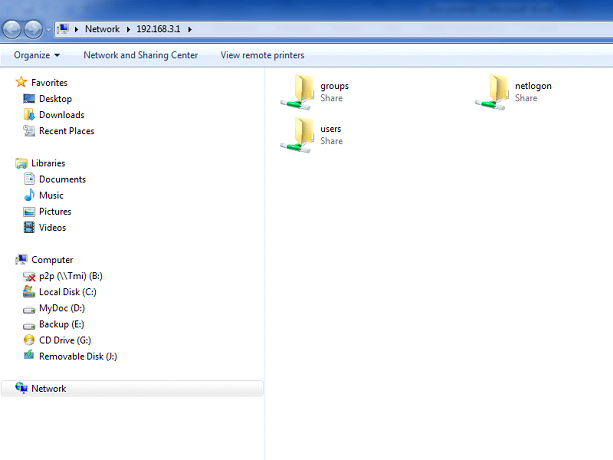 Network 192.168.3.1
Organize Network and Sharing Center View remote printers
Favorites
Desktop
Downloads
Recent Places
Libraries
Documents
Music
Pictures
Videos
Computer
p2p (\\Tmi) (B:)
Local Disk (C:)
MyDoc (D:)
Backup (E:)
CD Drive (G:)
Removable Disk (J:)
Network
groups
Share
netlogon
Share
users
Share